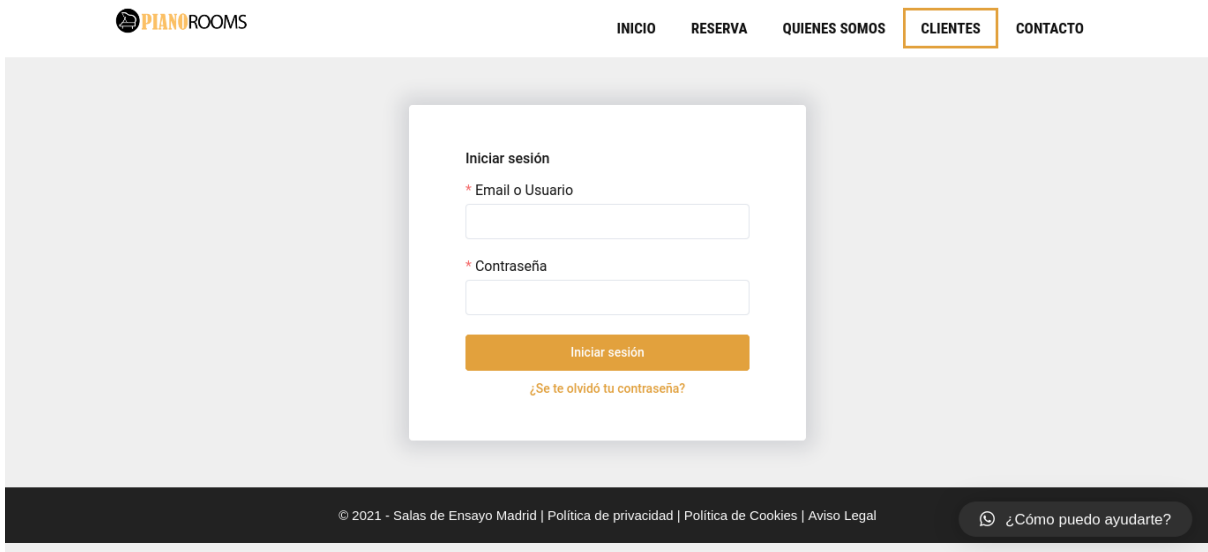 PIANOROOMS
INICIO RESERVA QUIENES SOMOS CLIENTES CONTACTO
Iniciar sesión
* Email o Usuario
* Contraseña
Iniciar sesión
¿Se te olvidó tu contraseña?
© 2021 - Salas de Ensayo Madrid | Política de privacidad | Política de Cookies | Aviso Legal
¿Cómo puedo ayudarte?